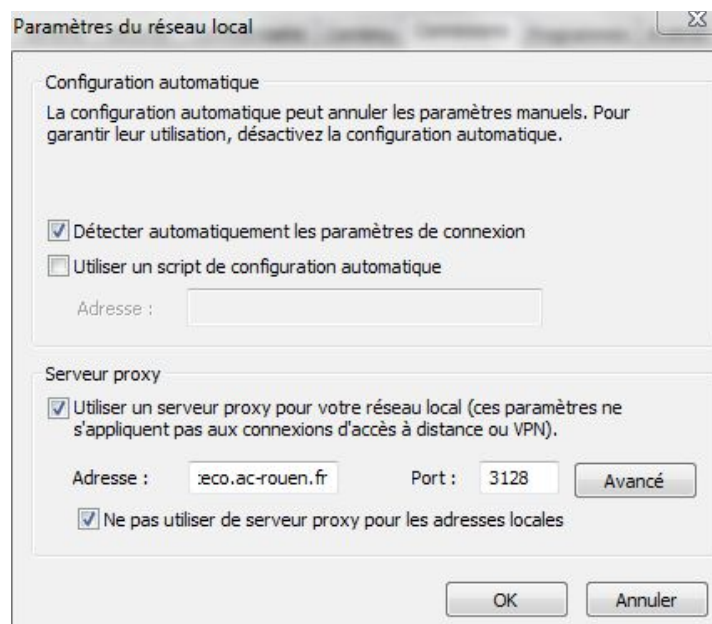 Paramètres du réseau local
Configuration automatique
La configuration automatique peut annuler les paramètres manuels. Pour
garantir leur utilisation, désactivez la configuration automatique.
Détecter automatiquement les paramètres de connexion
Utiliser un script de configuration automatique
Adresse :
Serveur proxy
Utiliser un serveur proxy pour votre réseau local (ces paramètres ne
s'appliquent pas aux connexions d'accès à distance ou VPN).
Adresse : :eco.ac-rouen.fr Port : 3128 Avancé
Ne pas utiliser de serveur proxy pour les adresses locales
OK Annuler